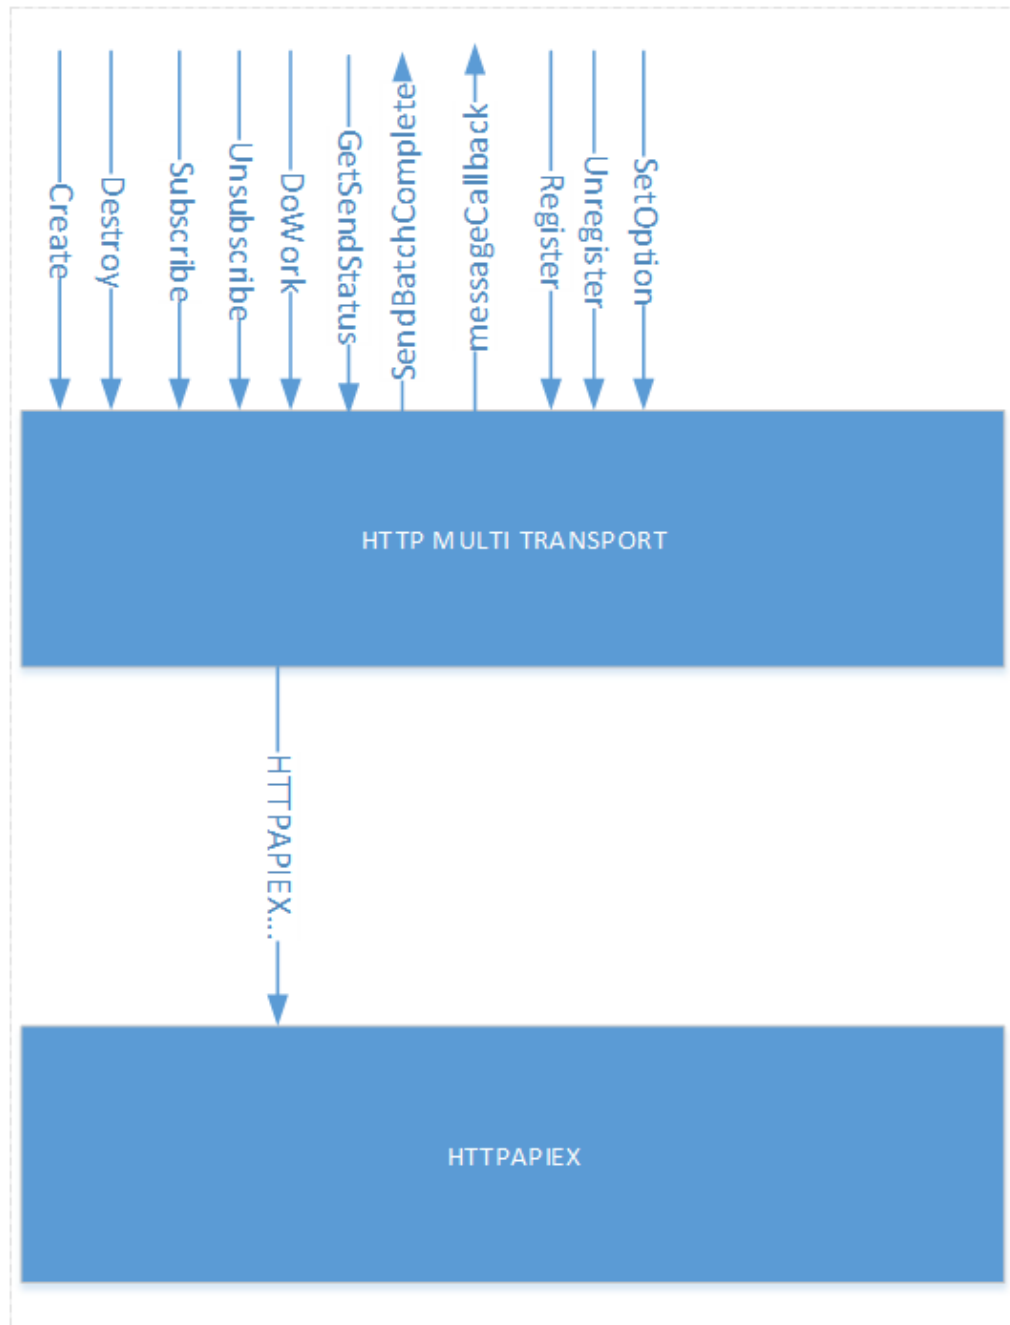 Create
Destroy
Subscribe
Unsubscribe
DoWork
GetSendStatus
SendBatchComplete
messageCallback
Register
Unregister
SetOption
HTTP MULTI TRANSPORT
HTTPAPIEX...
HTTPAPIEX